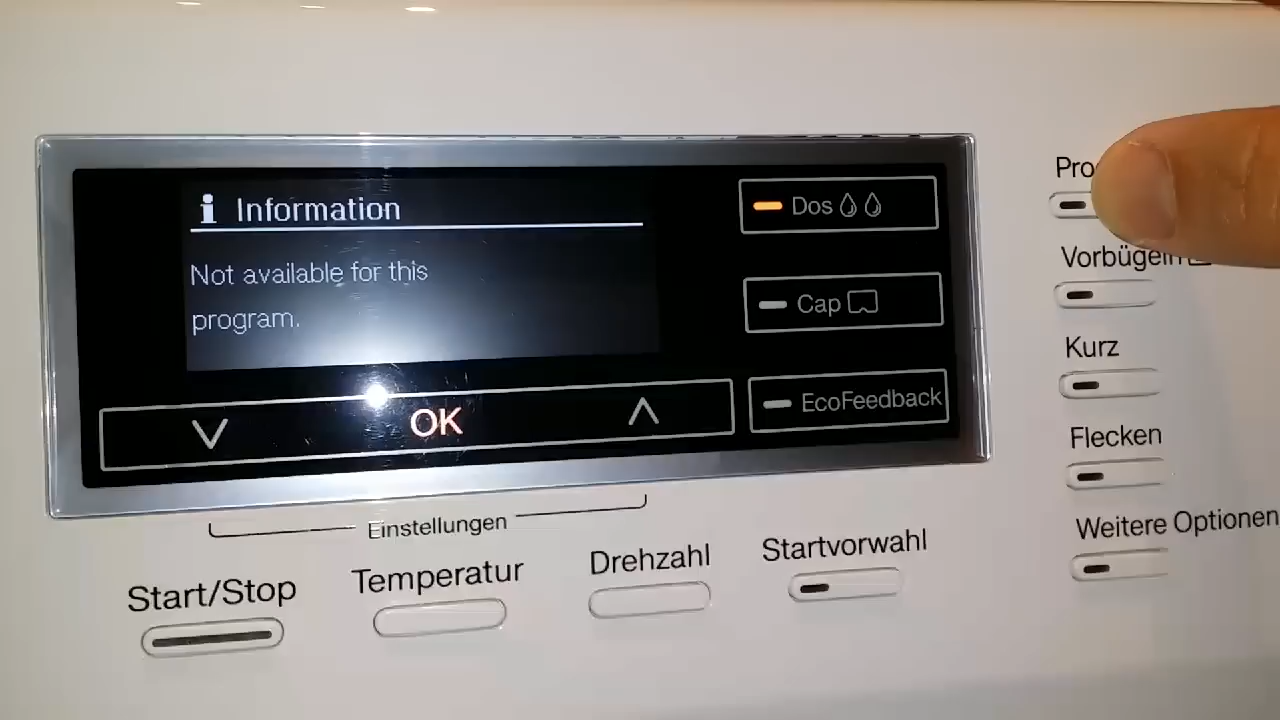 Information
Not available for this
program.
OK
Dos
Cap
EcoFeedback
Einstellungen
Start/Stop
Temperatur
Drehzahl
Startvorwahl
Vorbügeln
Kurz
Flecken
Weitere Optionen